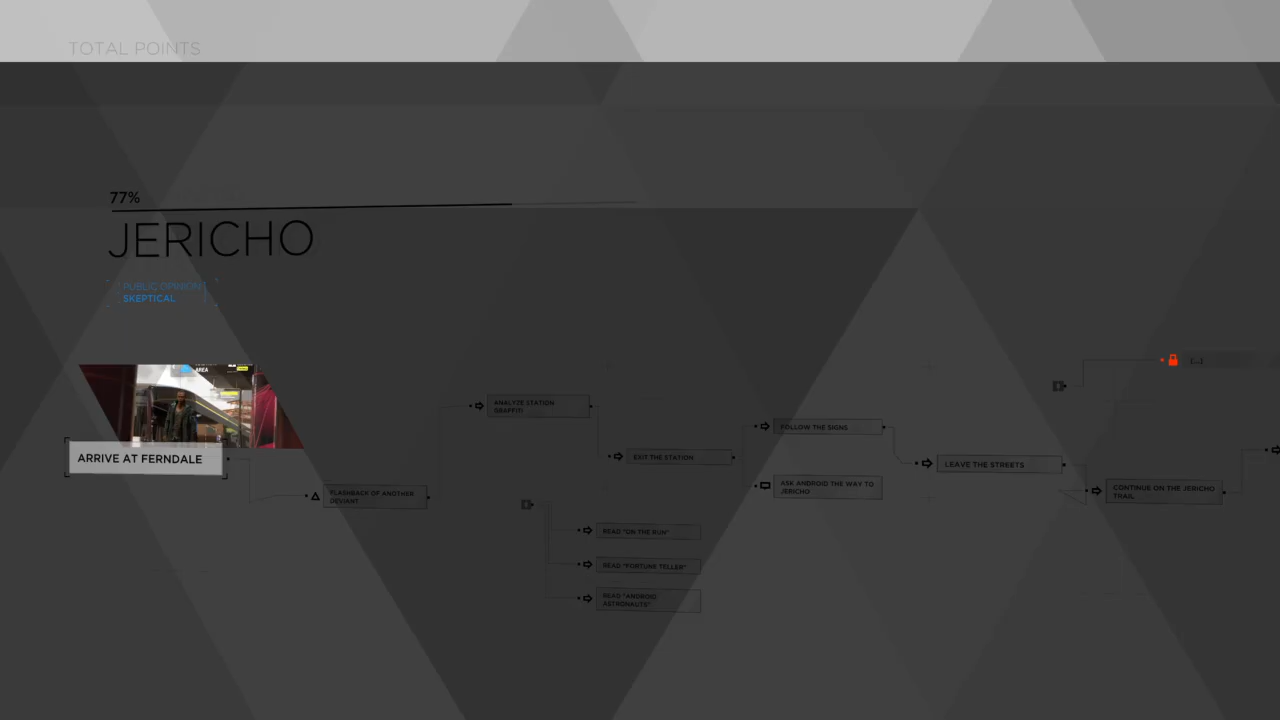 TOTAL POINTS
77%
JERICHO
PUBLIC OPINION
SKEPTICAL
AREA
ARRIVE AT FERNDALE
FLASHBACK OF ANOTHER
DEVIANT
ANALYZE STATION
GRAFFITI
EXIT THE STATION
READ "ON THE RUN"
READ "FORTUNE TELLER"
READ "ANDROID
ASTRONAUTS"
FOLLOW THE SIGNS
ASK ANDROID THE WAY TO
JERICHO
LEAVE THE STREETS
CONTINUE ON THE JERICHO
TRAIL
(...)